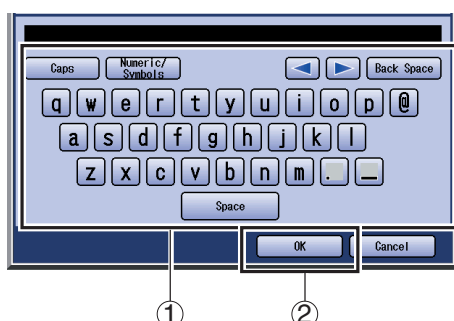 Caps Numeric/ Symbols Back Space
q w e r t y u i o p @
a s d f g h j k l
z x c v b n m . _
Space
OK Cancel
① ②